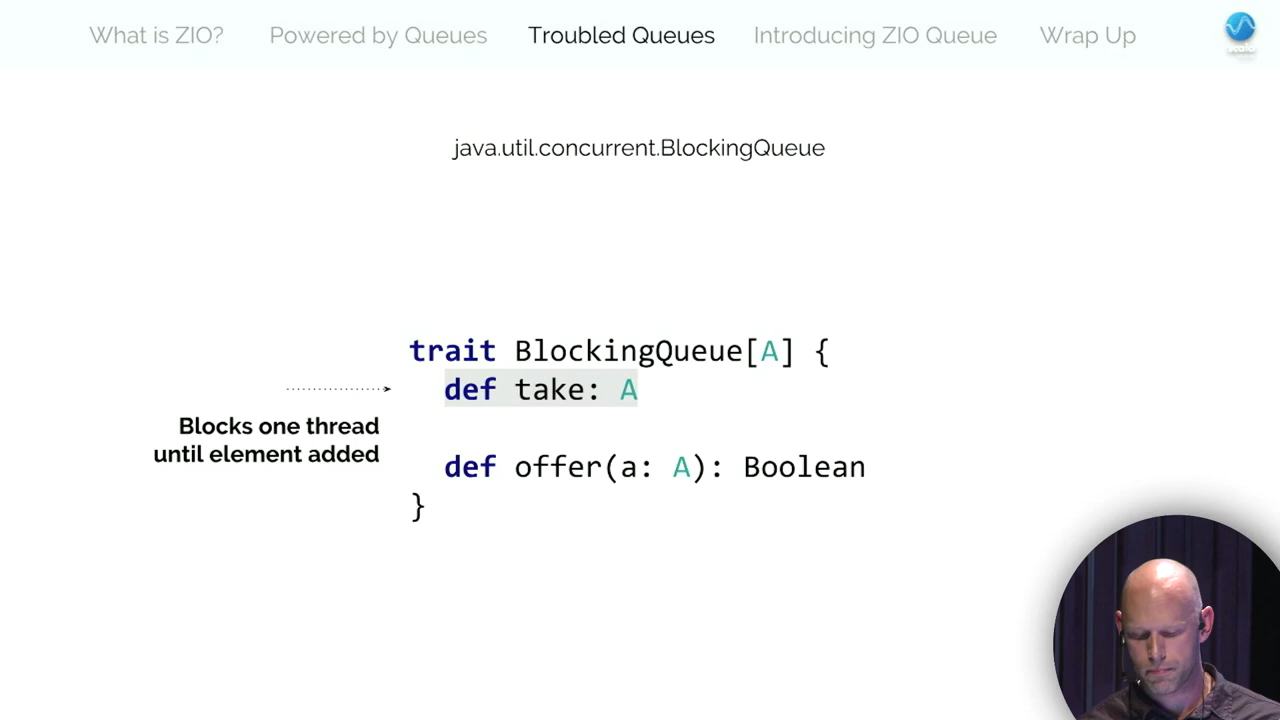 What is ZIO? Powered by Queues Troubled Queues Introducing ZIO Queue Wrap Up
java.util.concurrent.BlockingQueue
trait BlockingQueue[A] {
def take: A
Blocks one thread
until element added
def offer(a: A): Boolean
}